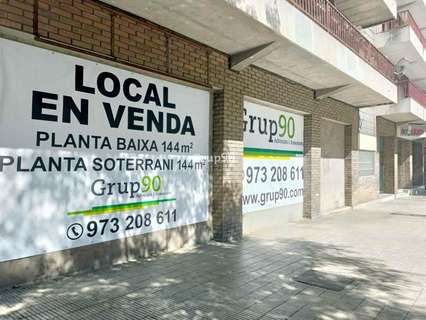 LOCAL
EN VENDA
PLANTA BAIXA 144 m²
PLANTA SOTERRANI 144 m²
Grup90
973 208 611
Grup90
973 208 611
www.grup90.com